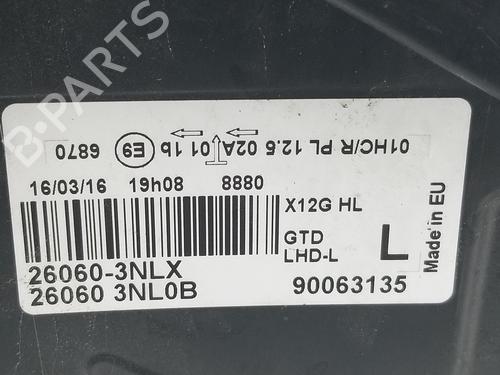 B-PARTS
01HC/R PL 12.5 02A 01 1b E9 6870
16/03/16 19h08 8880
X12G HL
GTD
LHD-L
L
Made in EU
26060-3NLX
26060 3NL0B
90063135